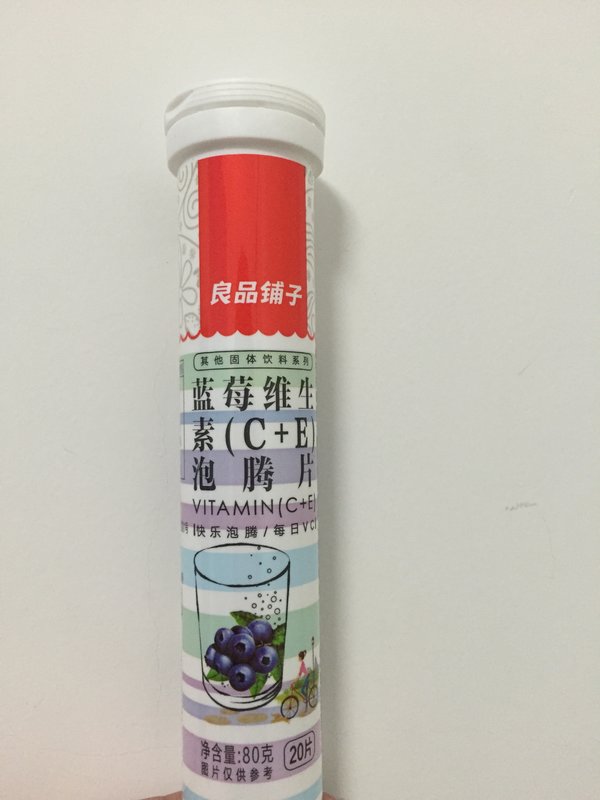 良品铺子
其他固体饮料系列
蓝莓维生
素(C+E)
泡腾片
VITAMIN(C+E)
快乐泡腾/每日VC
净含量:80克
20片
图片仅供参考